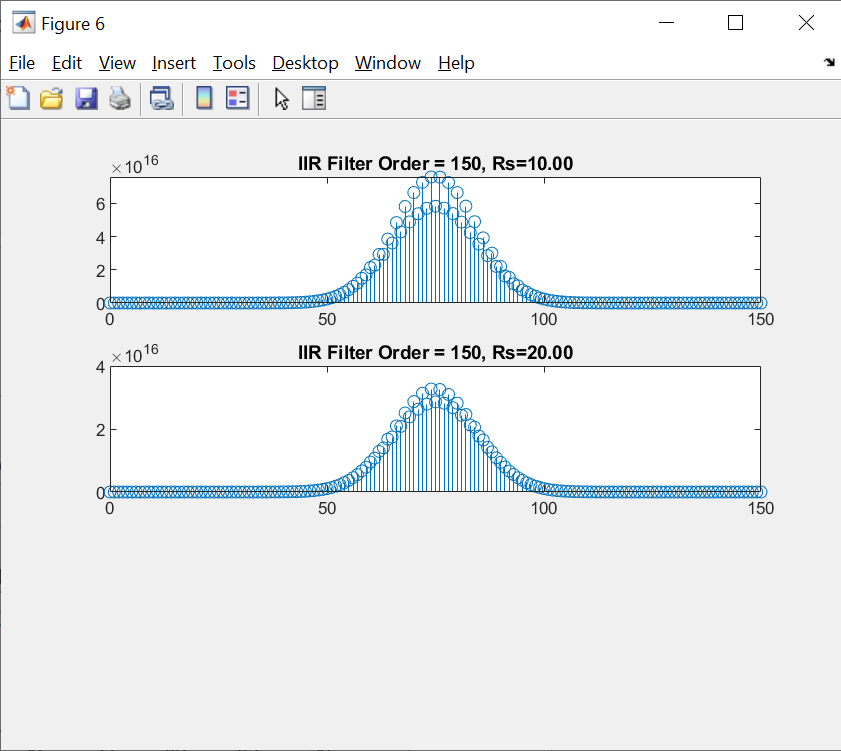 Figure 6
File Edit View Insert Tools Desktop Window Help
×10^16
IIR Filter Order = 150, Rs=10.00
6
4
2
0
0 50 100 150
×10^16
IIR Filter Order = 150, Rs=20.00
4
2
0
0 50 100 150